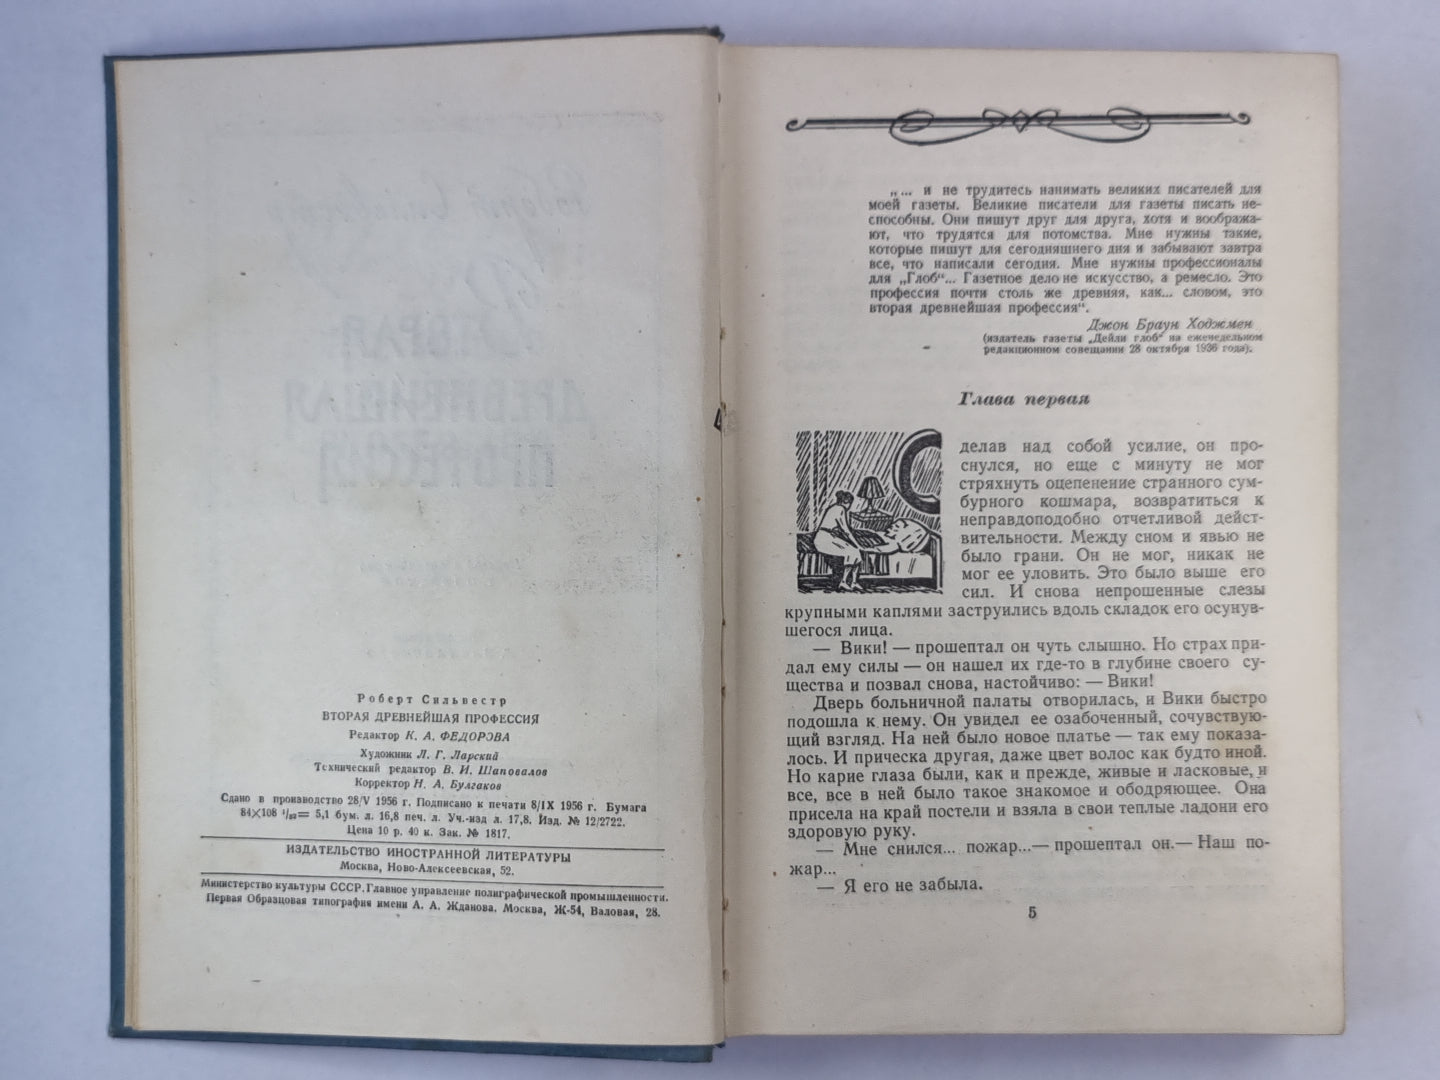 Роберт Сильвестр
ВТОРАЯ ДРЕВНЕЙШАЯ ПРОФЕССИЯ
Редактор К. А. ФЕДОРОВА
Художник Л. Г. Ларский
Технический редактор В. И. Шаповалов
Корректор Н. А. Булгаков
Сдано в производство 28/V 1956 г. Подписано к печати 8/IX 1956 г. Бумага
84×108 1/32= 5,1 бум. л. 16,8 печ. л. Уч.-изд л. 17,8. Изд. № 12/2722.
Цена 10 р. 40 к. Зак. № 1817.
ИЗДАТЕЛЬСТВО ИНОСТРАННОЙ ЛИТЕРАТУРЫ
Москва, Ново-Алексеевская, 52.
Министерство культуры СССР. Главное управление полиграфической промышленности.
Первая Образцовая типография имени А. А. Жданова. Москва, Ж-54, Валовая, 28.
„... и не трудитесь нанимать великих писателей для
моей газеты. Великие писатели для газеты писать не-
способны. Они пишут друг для друга, хотя и воображa-
ют, что трудятся для потомства. Мне нужны такие,
которые пишут для сегодняшнего дня и забывают завтра
все, что написали сегодня. Мне нужны профессионалы
для „Глоб“... Газетное дело не искусство, а ремесло. Это
профессия почти столь же древняя, как... словом, это
вторая древнейшая профессия“.
Джон Браун Ходжмен
(издатель газеты „Дейли глоб“ на еженедельном
редакционном совещании 28 октября 1936 года).
Глава первая
делав над собой усилие, он про-
снулся, но еще с минуту не мог
стряхнуть оцепенение странного сум-
бурного кошмара, возвратиться к
неправдоподобно отчетливой дейст-
вительности. Между сном и явью не
было грани. Он не мог, никак не
мог ее уловить. Это было выше его
сил. И снова непрошенные слезы
крупными каплями заструились вдоль складок его осунув-
шегося лица.
— Вики! — прошептал он чуть слышно. Но страх при-
дал ему силы — он нашел их где-то в глубине своего су-
щества и позвал снова, настойчиво: — Вики!
Дверь больничной палаты отворилась, и Вики быстро
подошла к нему. Он увидел ее озабоченный, сочувствую-
щий взгляд. На ней было новое платье — так ему показа-
лось. И прическа другая, даже цвет волос как будто иной.
Но карие глаза были, как и прежде, живые и ласковые, и
все, все в ней было такое знакомое и ободряющее. Она
присела на край постели и взяла в свои теплые ладони его
здоровую руку.
— Мне снился... пожар...— прошептал он.— Наш по-
жар...
— Я его не забыла.
5